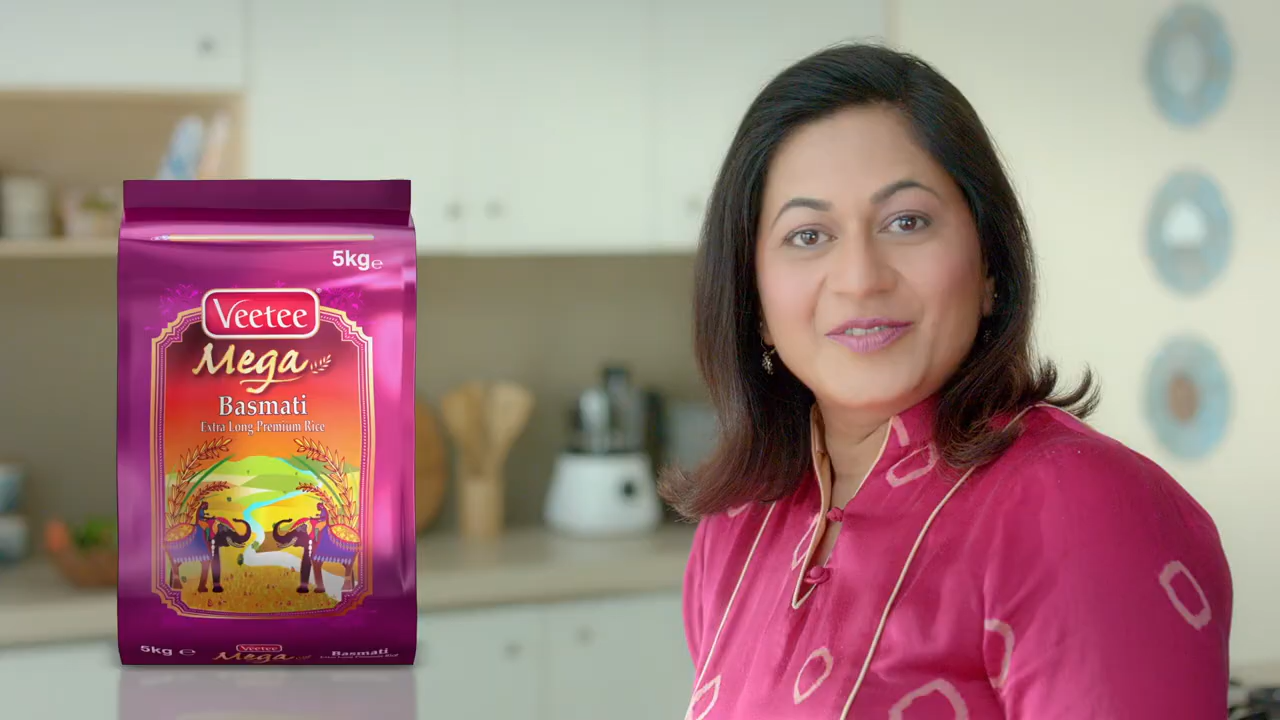 5kg℮
Veetee
Mega
Basmati
Extra Long Premium Rice
5kg ℮
Veetee
Mega
Basmati